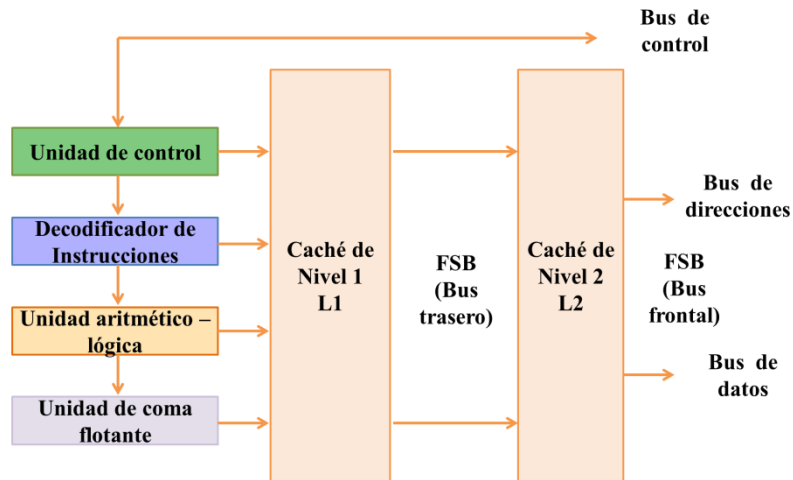 Bus de
control
Unidad de control
Decodificador de
Instrucciones
Unidad aritmético –
lógica
Unidad de coma
flotante
Caché de
Nivel 1
L1
FSB
(Bus
trasero)
Caché de
Nivel 2
L2
Bus de
direcciones
FSB
(Bus
frontal)
Bus de
datos